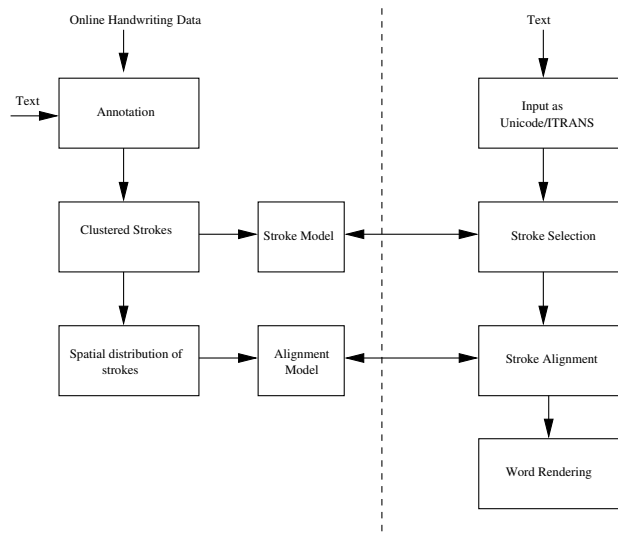 Online Handwriting Data
Text
Text
Annotation
Input as
Unicode/ITRANS
Clustered Strokes
Stroke Model
Stroke Selection
Spatial distribution of
strokes
Alignment
Model
Stroke Alignment
Word Rendering